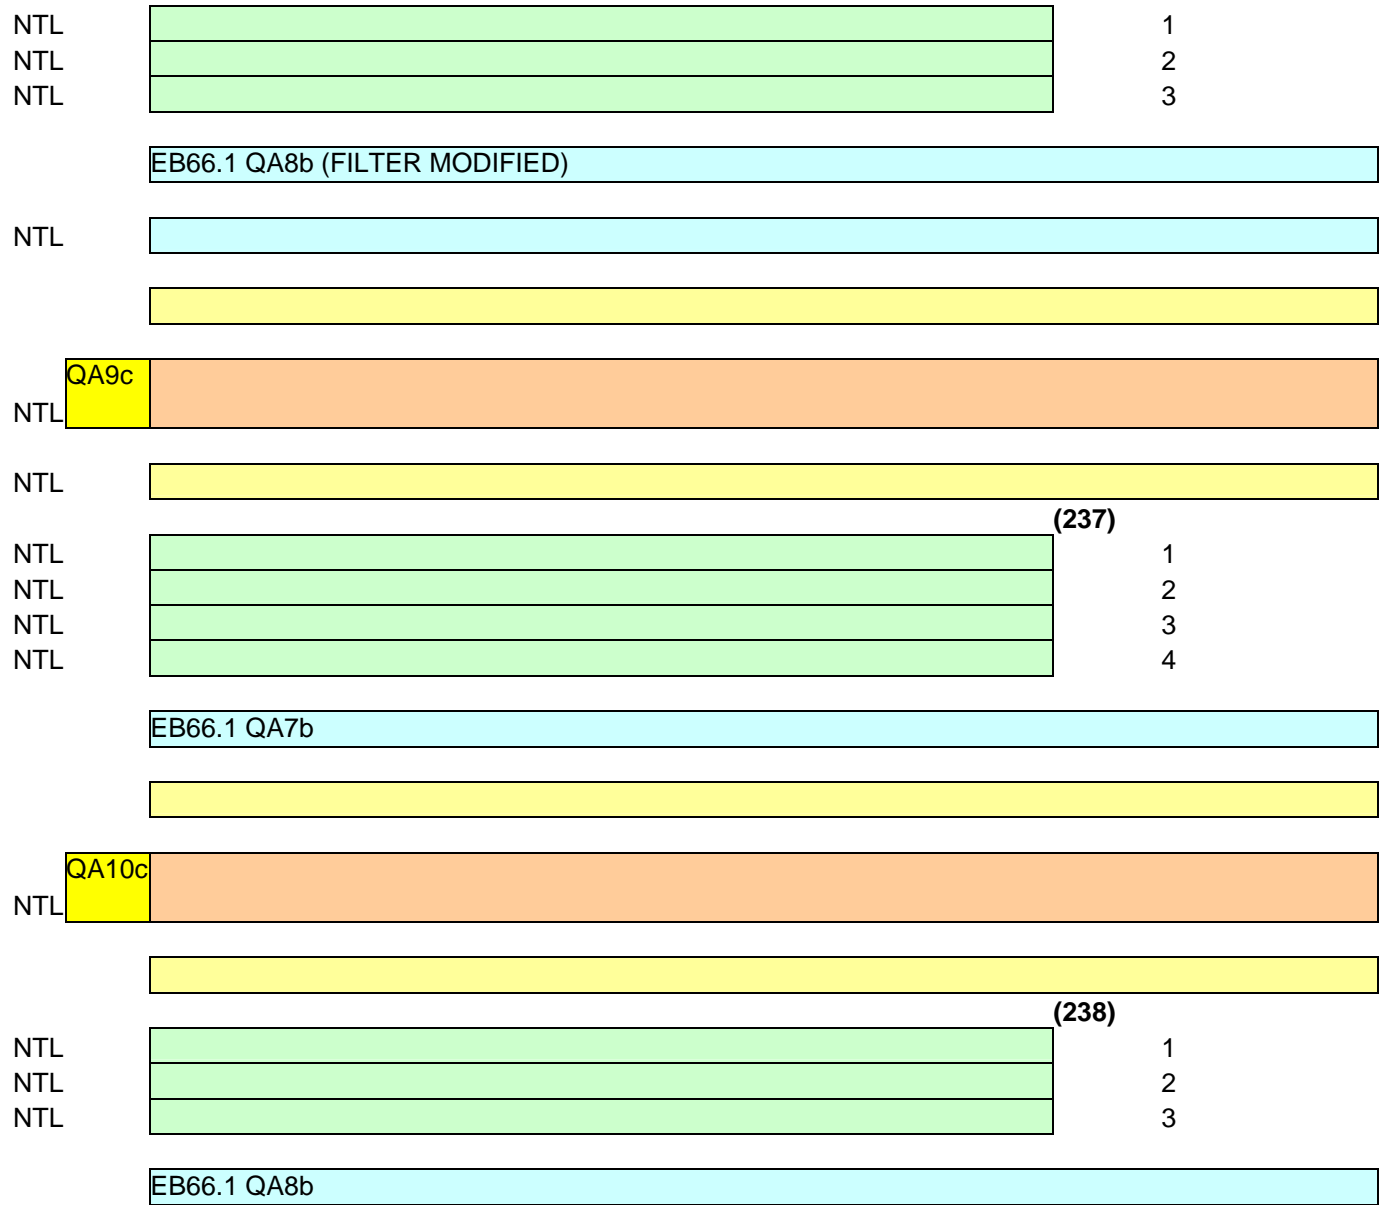 NTL 1
NTL 2
NTL 3
EB66.1 QA8b (FILTER MODIFIED)
NTL
QA9c
NTL
NTL
(237)
NTL 1
NTL 2
NTL 3
NTL 4
EB66.1 QA7b
QA10c
NTL
(238)
NTL 1
NTL 2
NTL 3
EB66.1 QA8b